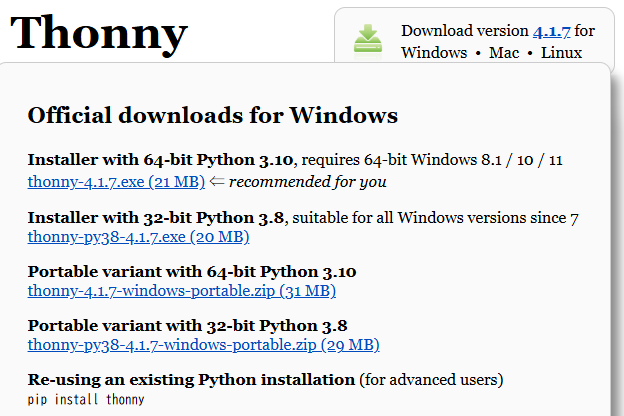 Thonny
Download version 4.1.7 for
Windows • Mac • Linux
Official downloads for Windows
Installer with 64-bit Python 3.10, requires 64-bit Windows 8.1 / 10 / 11
thonny-4.1.7.exe (21 MB) ⇐ recommended for you
Installer with 32-bit Python 3.8, suitable for all Windows versions since 7
thonny-py38-4.1.7.exe (20 MB)
Portable variant with 64-bit Python 3.10
thonny-4.1.7-windows-portable.zip (31 MB)
Portable variant with 32-bit Python 3.8
thonny-py38-4.1.7-windows-portable.zip (29 MB)
Re-using an existing Python installation (for advanced users)
pip install thonny